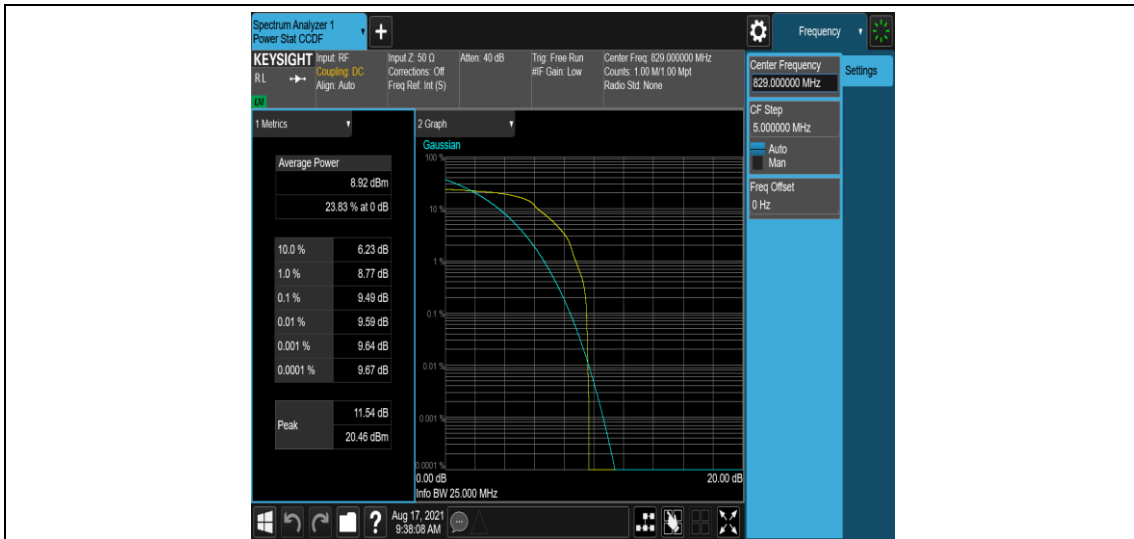 Spectrum Analyzer 1
Power Stat CCDF
+
Frequency
KEYSIGHT
RL
LM
Input: RF
Coupling: DC
Align: Auto
Input Z: 50 Ω
Corrections: Off
Freq Ref: Int (S)
Atten: 40 dB
Trig: Free Run
#IF Gain: Low
Center Freq: 829.000000 MHz
Counts: 1.00 M/1.00 Mpt
Radio Std: None
Center Frequency
829.000000 MHz
Settings
CF Step
5.000000 MHz
Auto
Man
Freq Offset
0 Hz
1 Metrics
Average Power
8.92 dBm
23.83 % at 0 dB
10.0 % 6.23 dB
1.0 % 8.77 dB
0.1 % 9.49 dB
0.01 % 9.59 dB
0.001 % 9.64 dB
0.0001 % 9.67 dB
Peak
11.54 dB
20.46 dBm
2 Graph
Gaussian
100 %
10 %
1 %
0.1 %
0.01 %
0.001 %
0.0001 %
0.00 dB 20.00 dB
Info BW 25.000 MHz
?
Aug 17, 2021
9:38:08 AM